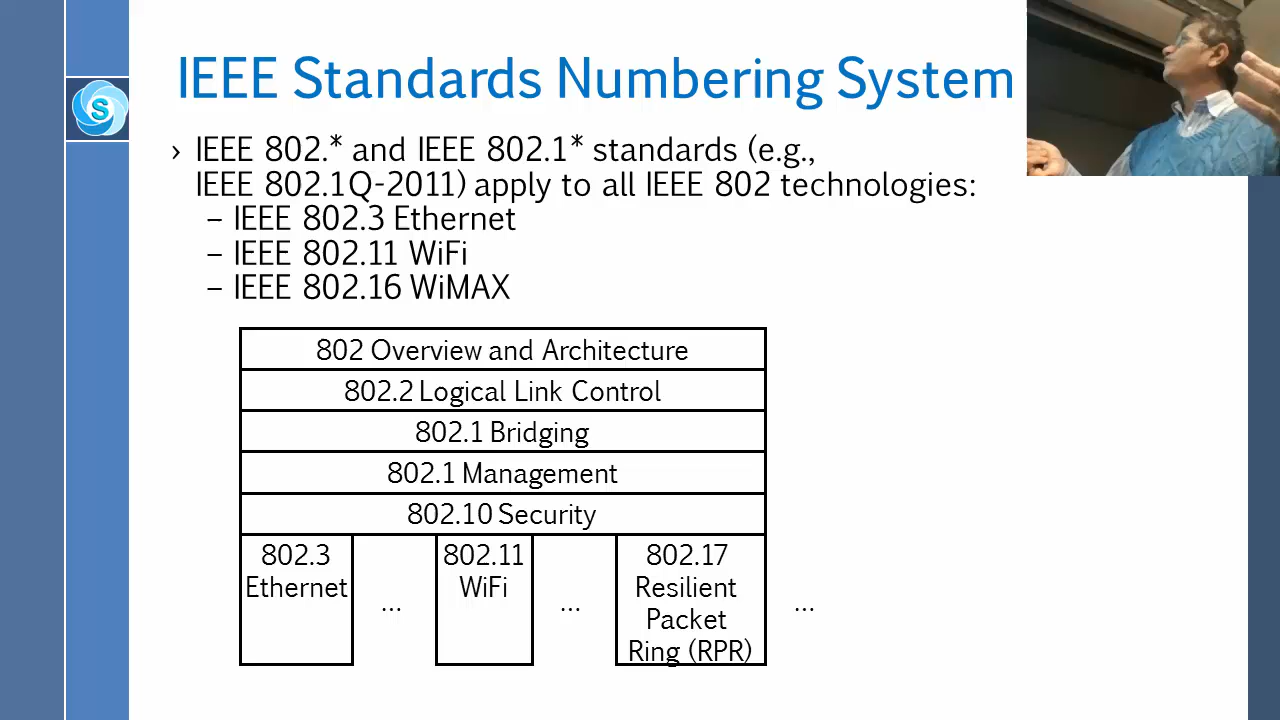 IEEE Standards Numbering System
S
› IEEE 802.* and IEEE 802.1* standards (e.g.,
IEEE 802.1Q-2011) apply to all IEEE 802 technologies:
– IEEE 802.3 Ethernet
– IEEE 802.11 WiFi
– IEEE 802.16 WiMAX
802 Overview and Architecture
802.2 Logical Link Control
802.1 Bridging
802.1 Management
802.10 Security
802.3
Ethernet
...
802.11
WiFi
...
802.17
Resilient
Packet
Ring (RPR)
...